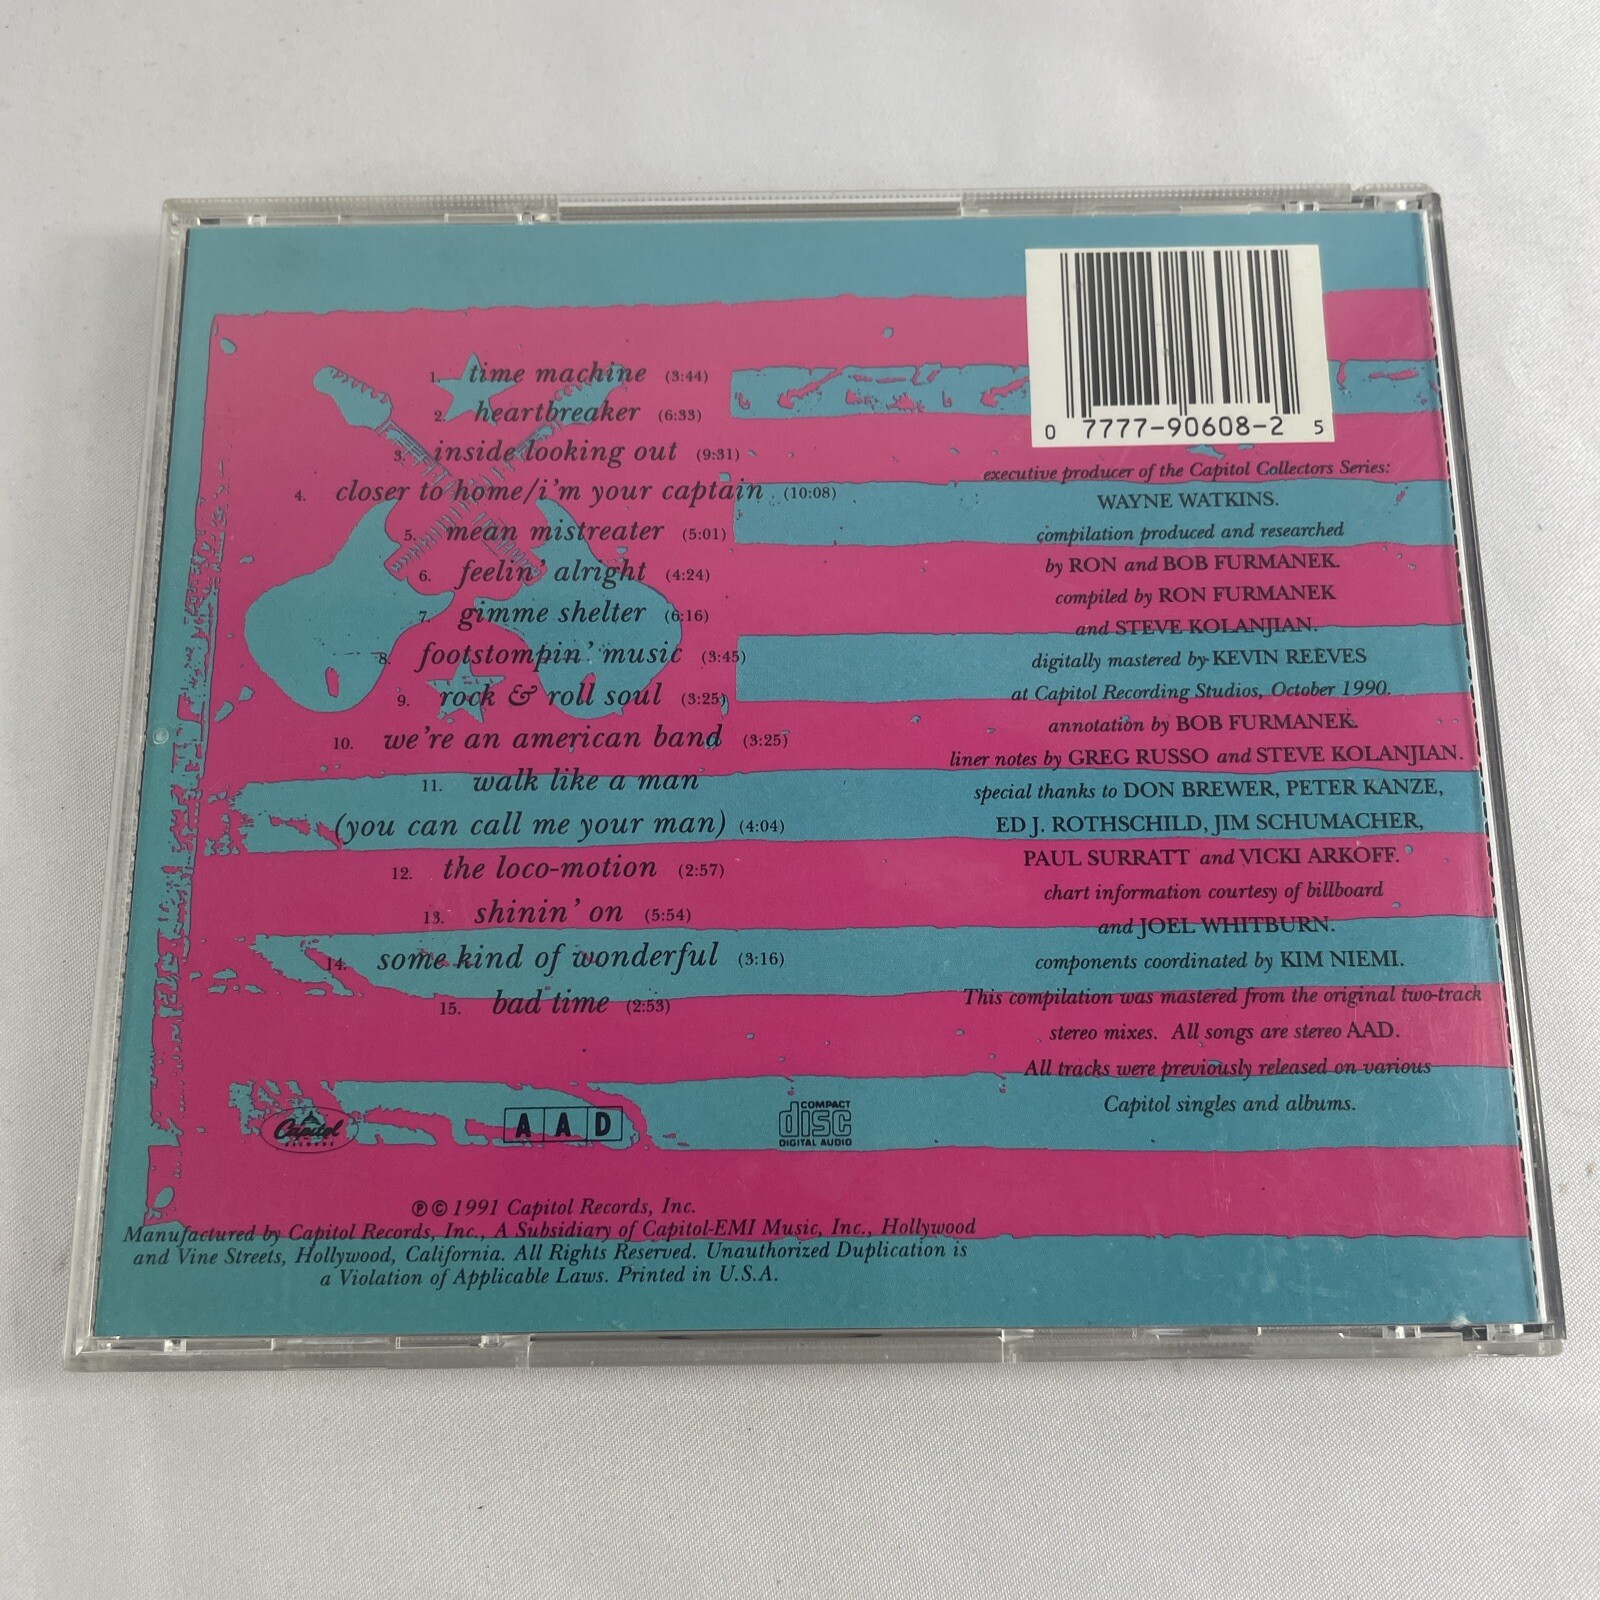 1. time machine (3:44)
2. heartbreaker (6:33)
3. inside looking out (9:31)
4. closer to home/i'm your captain (10:08)
5. mean mistreater (5:01)
6. feelin' alright (4:24)
7. gimme shelter (6:16)
8. footstompin' music (3:45)
9. rock & roll soul (3:25)
10. we're an american band (3:25)
11. walk like a man
(you can call me your man) (4:04)
12. the loco-motion (2:57)
13. shinin' on (5:54)
14. some kind of wonderful (3:16)
15. bad time (2:53)
0 7777-90608-2 5
executive producer of the Capitol Collectors Series:
WAYNE WATKINS.
compilation produced and researched
by RON and BOB FURMANEK.
compiled by RON FURMANEK
and STEVE KOLANJIAN.
digitally mastered by KEVIN REEVES
at Capitol Recording Studios, October 1990.
annotation by BOB FURMANEK.
liner notes by GREG RUSSO and STEVE KOLANJIAN.
special thanks to DON BREWER, PETER KANZE,
ED J. ROTHSCHILD, JIM SCHUMACHER,
PAUL SURRATT and VICKI ARKOFF.
chart information courtesy of billboard
and JOEL WHITBURN.
components coordinated by KIM NIEMI.
This compilation was mastered from the original two-track
stereo mixes. All songs are stereo AAD.
All tracks were previously released on various
Capitol singles and albums.
Capitol
RECORDS
A A D
COMPACT
disc
DIGITAL AUDIO
℗ © 1991 Capitol Records, Inc.
Manufactured by Capitol Records, Inc., A Subsidiary of Capitol-EMI Music, Inc., Hollywood
and Vine Streets, Hollywood, California. All Rights Reserved. Unauthorized Duplication is
a Violation of Applicable Laws. Printed in U.S.A.